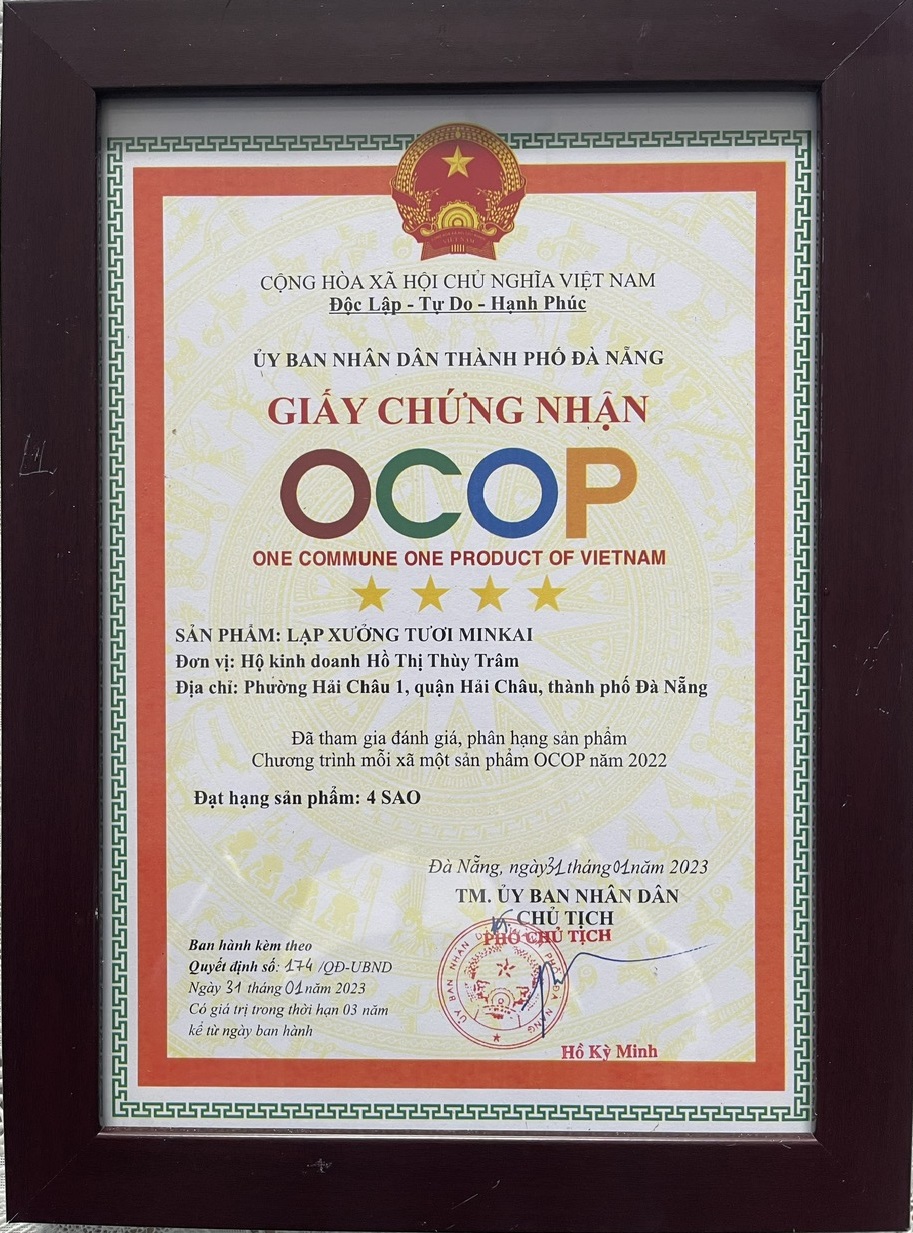 CỘNG HÒA XÃ HỘI CHỦ NGHĨA VIỆT NAM
Độc Lập - Tự Do - Hạnh Phúc
ỦY BAN NHÂN DÂN THÀNH PHỐ ĐÀ NẴNG
GIẤY CHỨNG NHẬN
OCOP
ONE COMMUNE ONE PRODUCT OF VIETNAM
SẢN PHẨM: LẠP XƯỞNG TƯƠI MINKAI
Đơn vị: Hộ kinh doanh Hồ Thị Thùy Trâm
Địa chỉ: Phường Hải Châu 1, quận Hải Châu, thành phố Đà Nẵng
Đã tham gia đánh giá, phân hạng sản phẩm
Chương trình mỗi xã một sản phẩm OCOP năm 2022
Đạt hạng sản phẩm: 4 SAO
Đà Nẵng, ngày 31 tháng 01 năm 2023
TM. ỦY BAN NHÂN DÂN
CHỦ TỊCH
PHÓ CHỦ TỊCH
Ban hành kèm theo
Quyết định số: 174 /QĐ-UBND
Ngày 31 tháng 01 năm 2023
Có giá trị trong thời hạn 03 năm
kể từ ngày ban hành
Hồ Kỳ Minh